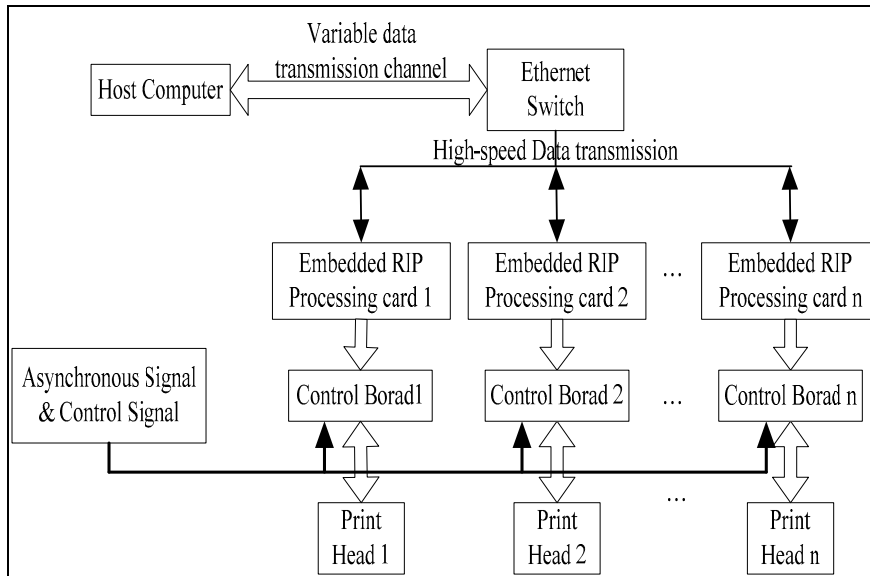 Variable data
transmission channel
Host Computer
Ethernet
Switch
High-speed Data transmission
Embedded RIP
Processing card 1
Embedded RIP
Processing card 2
...
Embedded RIP
Processing card n
Asynchronous Signal
& Control Signal
Control Borad1
Control Borad 2
...
Control Borad n
...
Print
Head 1
Print
Head 2
Print
Head n